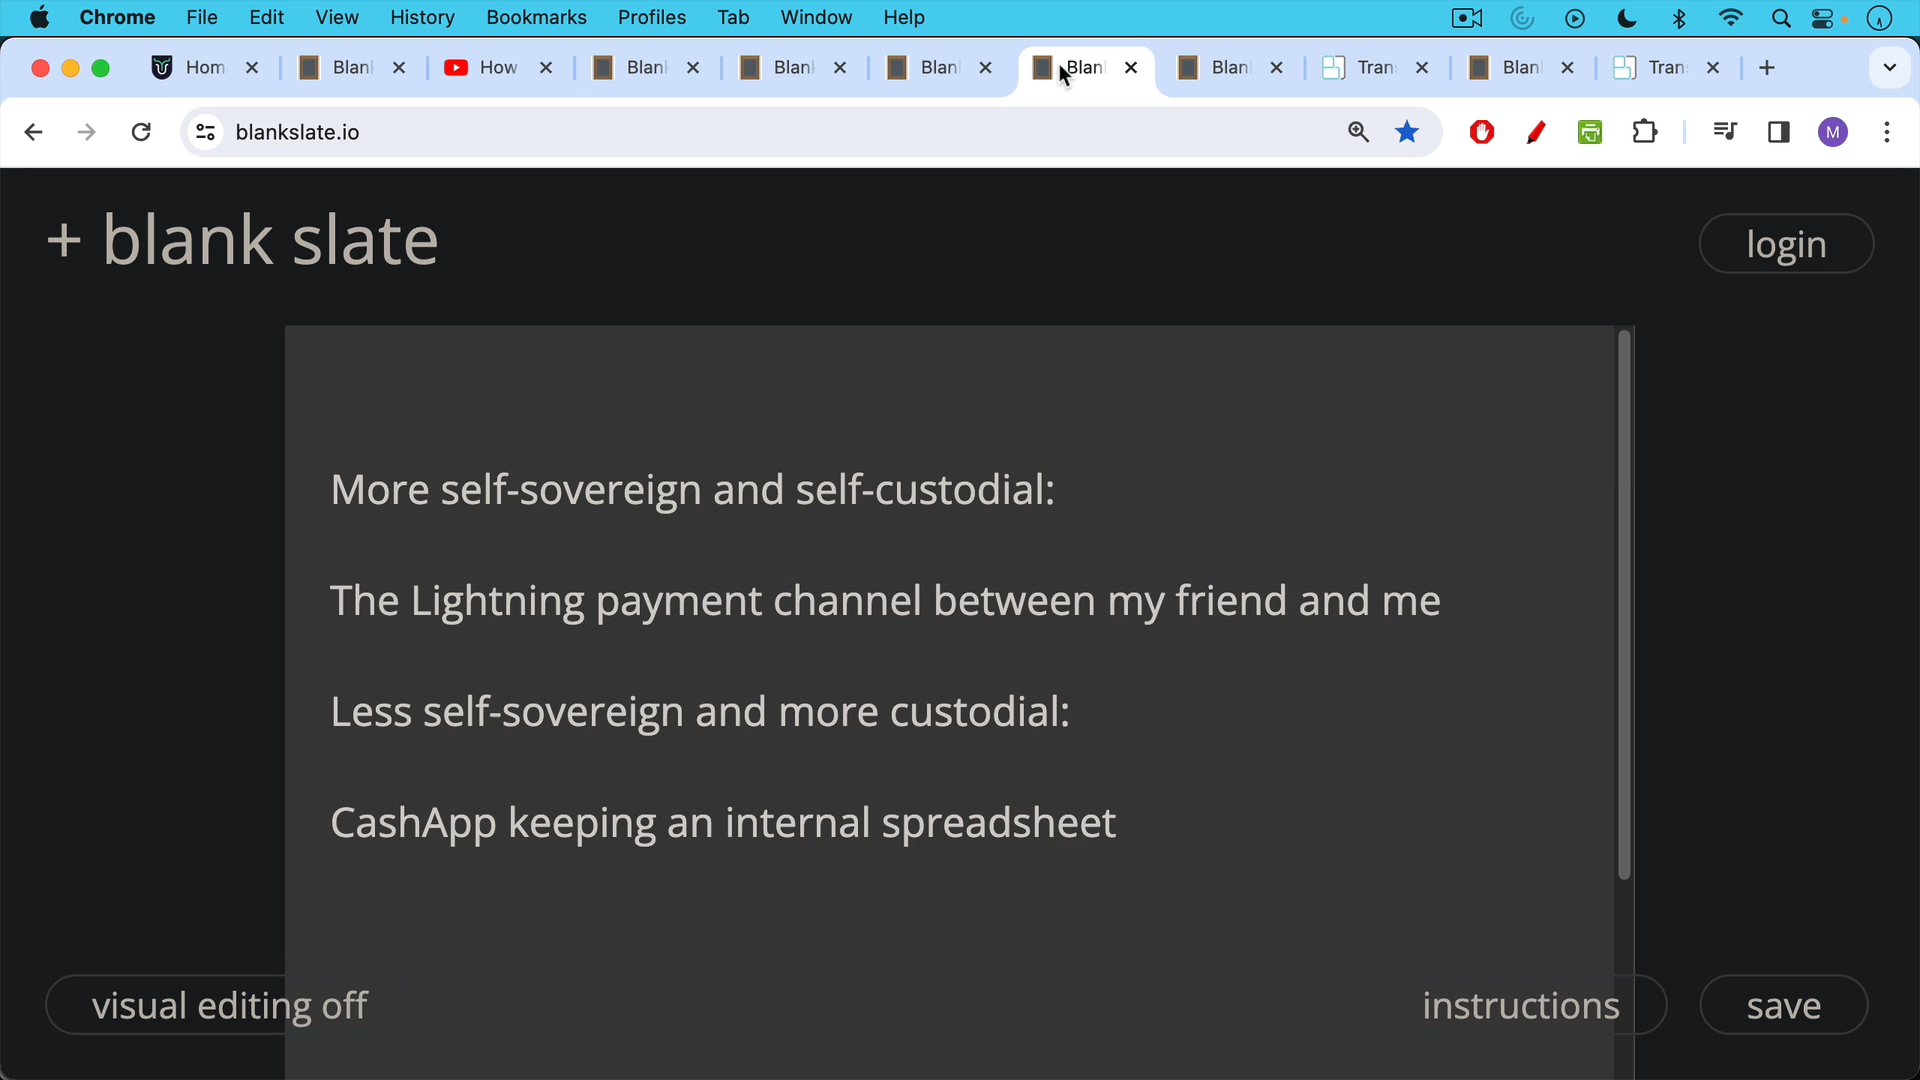 Chrome File Edit View History Bookmarks Profiles Tab Window Help
Hom Blan How Blan Blan Blan Blan Blan Tran Blan Tran
blankslate.io
M
+ blank slate
login
More self-sovereign and self-custodial:
The Lightning payment channel between my friend and me
Less self-sovereign and more custodial:
CashApp keeping an internal spreadsheet
visual editing off
instructions
save